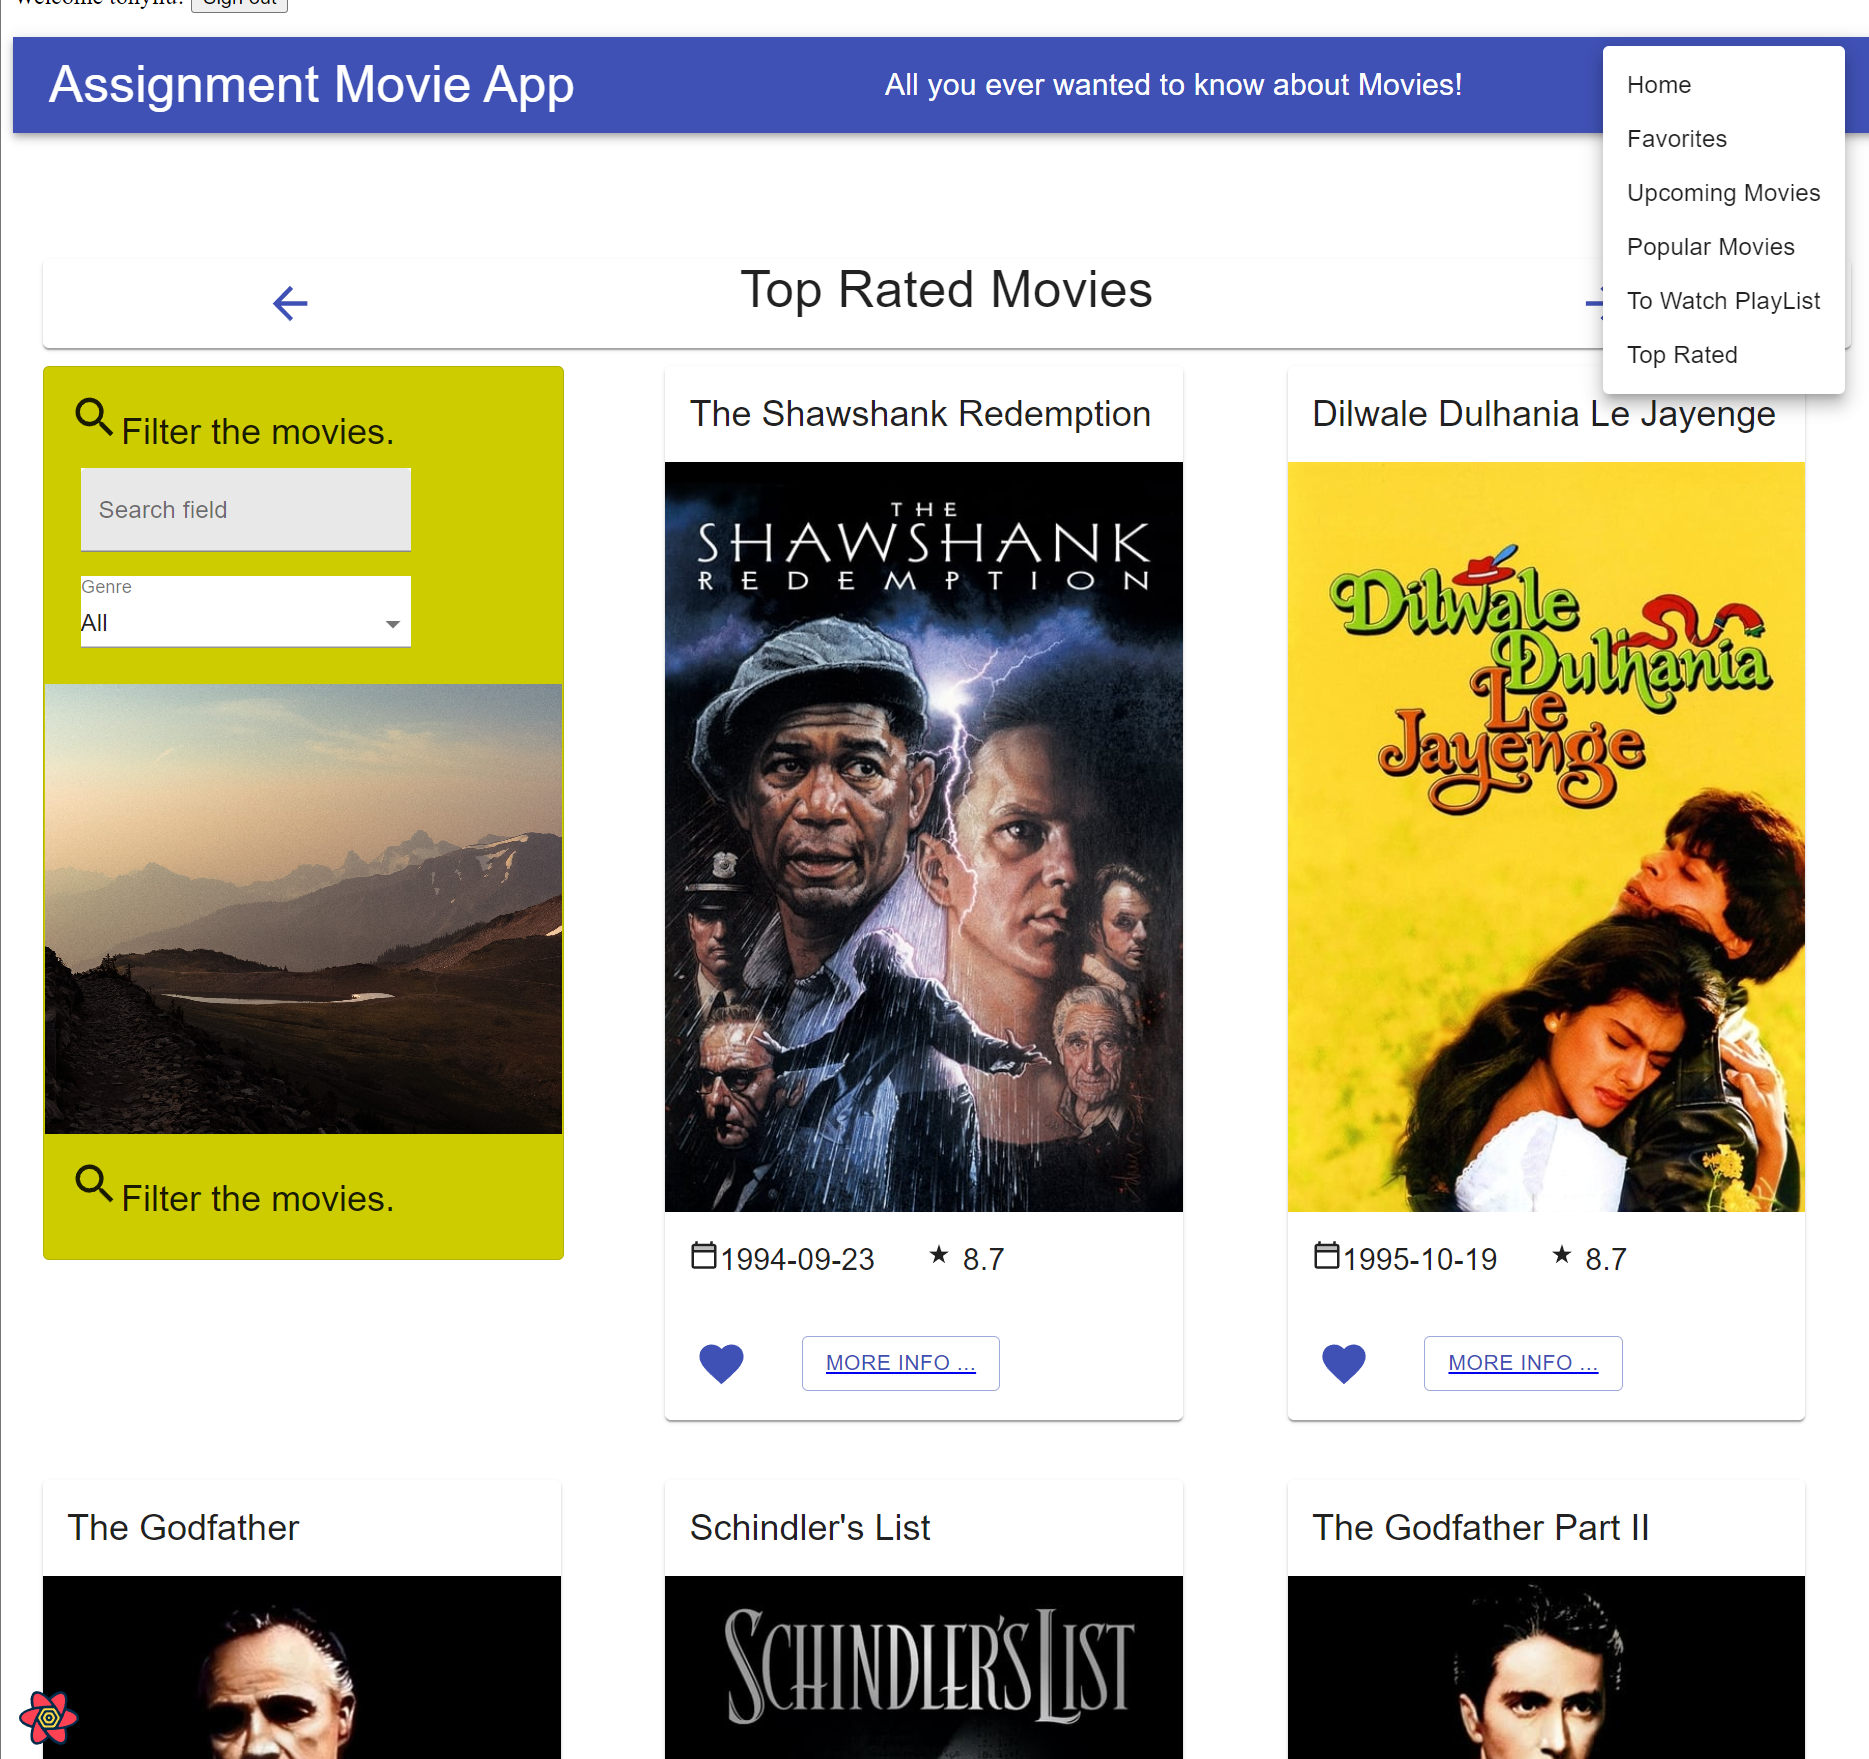 Welcome tonyliu! Sign out
Assignment Movie App
All you ever wanted to know about Movies!
Home
Favorites
Upcoming Movies
Popular Movies
To Watch PlayList
Top Rated
Top Rated Movies
Filter the movies.
Search field
Genre
All
Filter the movies.
The Shawshank Redemption
THE
SHAWSHANK
REDEMPTION
1994-09-23
8.7
MORE INFO ...
Dilwale Dulhania Le Jayenge
Dilwale
Dulhania
Le
Jayenge
1995-10-19
8.7
MORE INFO ...
The Godfather
Schindler's List
SCHINDLER'S LIST
The Godfather Part II